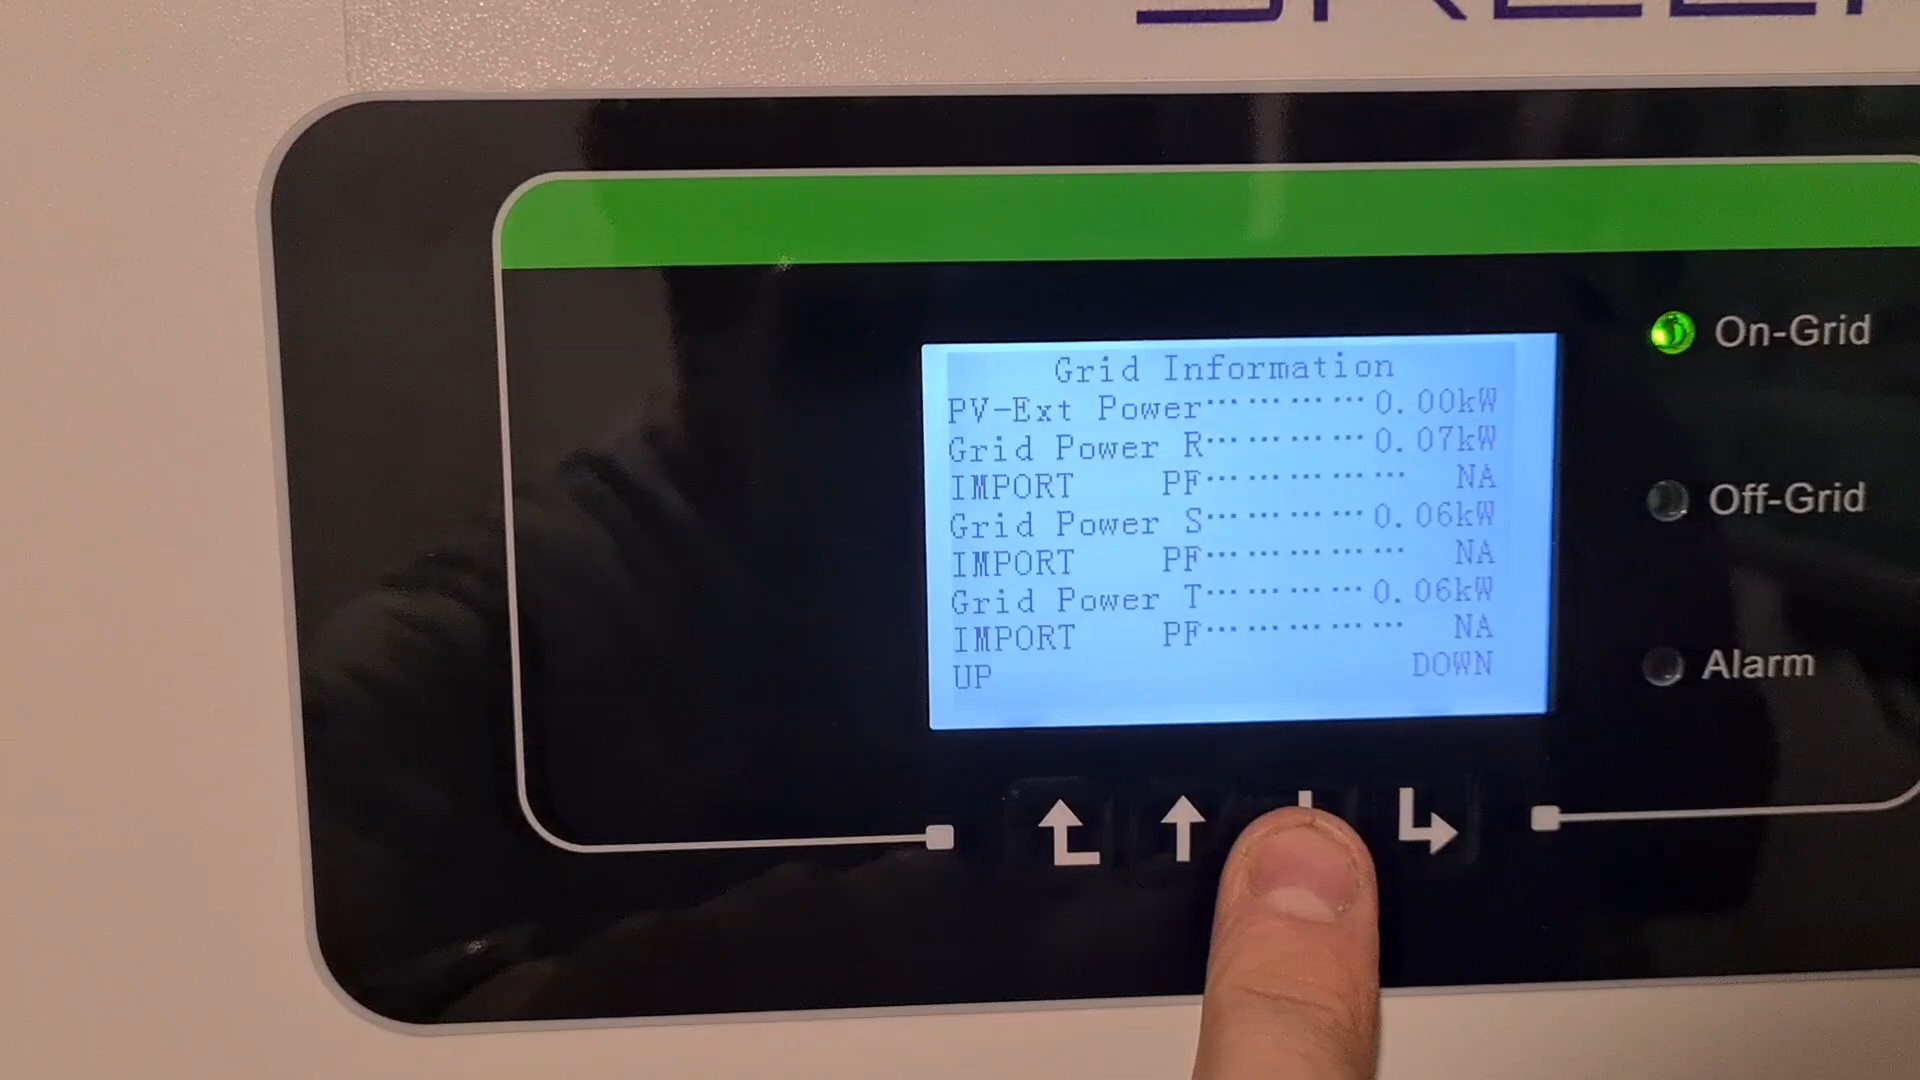 Grid Information
PV-Ext Power………………0.00kW
Grid Power R………………0.07kW
IMPORT PF……………… NA
Grid Power S………………0.06kW
IMPORT PF……………… NA
Grid Power T………………0.06kW
IMPORT PF……………… NA
UP DOWN
On-Grid
Off-Grid
Alarm